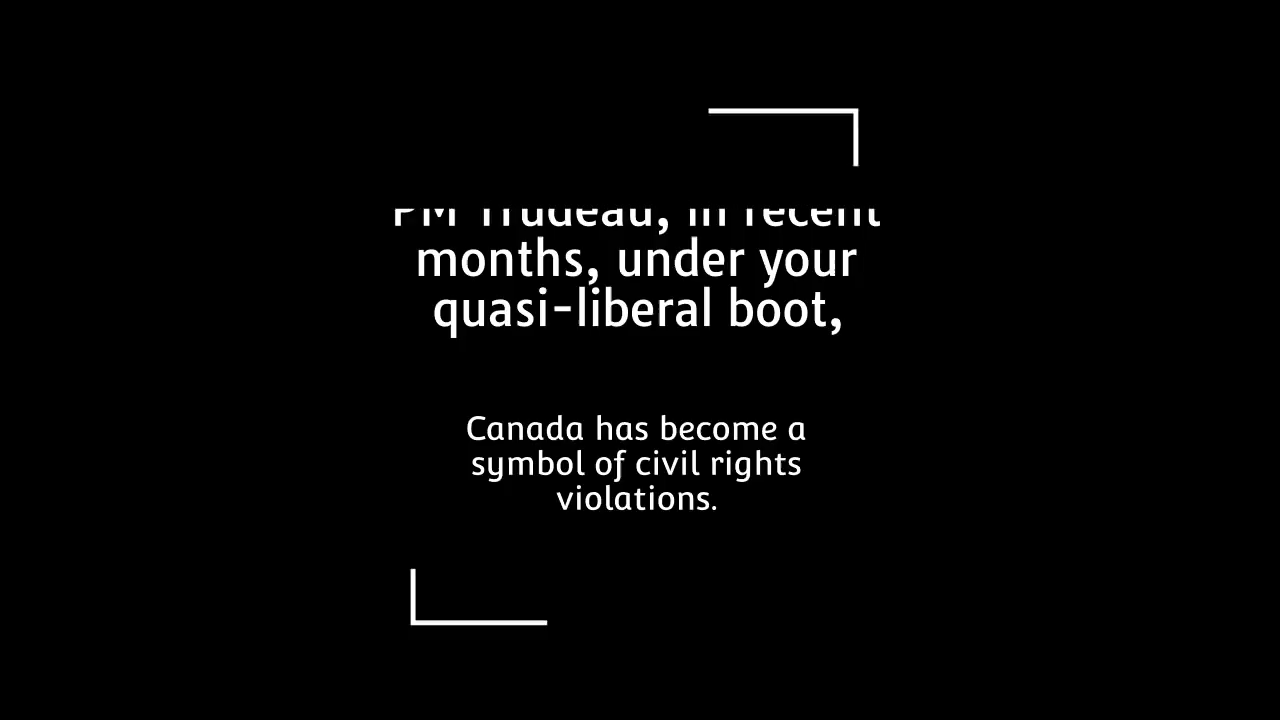 PM Trudeau, in recent
months, under your
quasi-liberal boot,
Canada has become a
symbol of civil rights
violations.